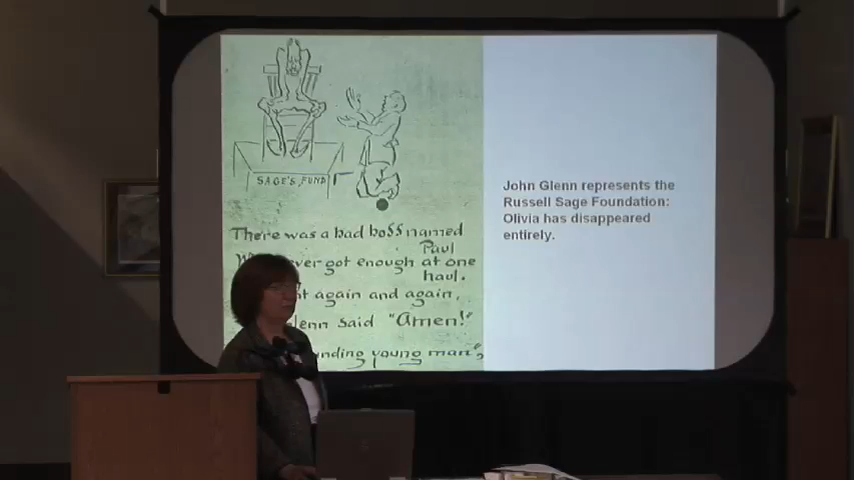 SAGE'S FUND
There was a bad boss named
Paul
ever got enough at one
haul.
again and again,
lenn said "Amen!"
nding young man",
John Glenn represents the
Russell Sage Foundation:
Olivia has disappeared
entirely.